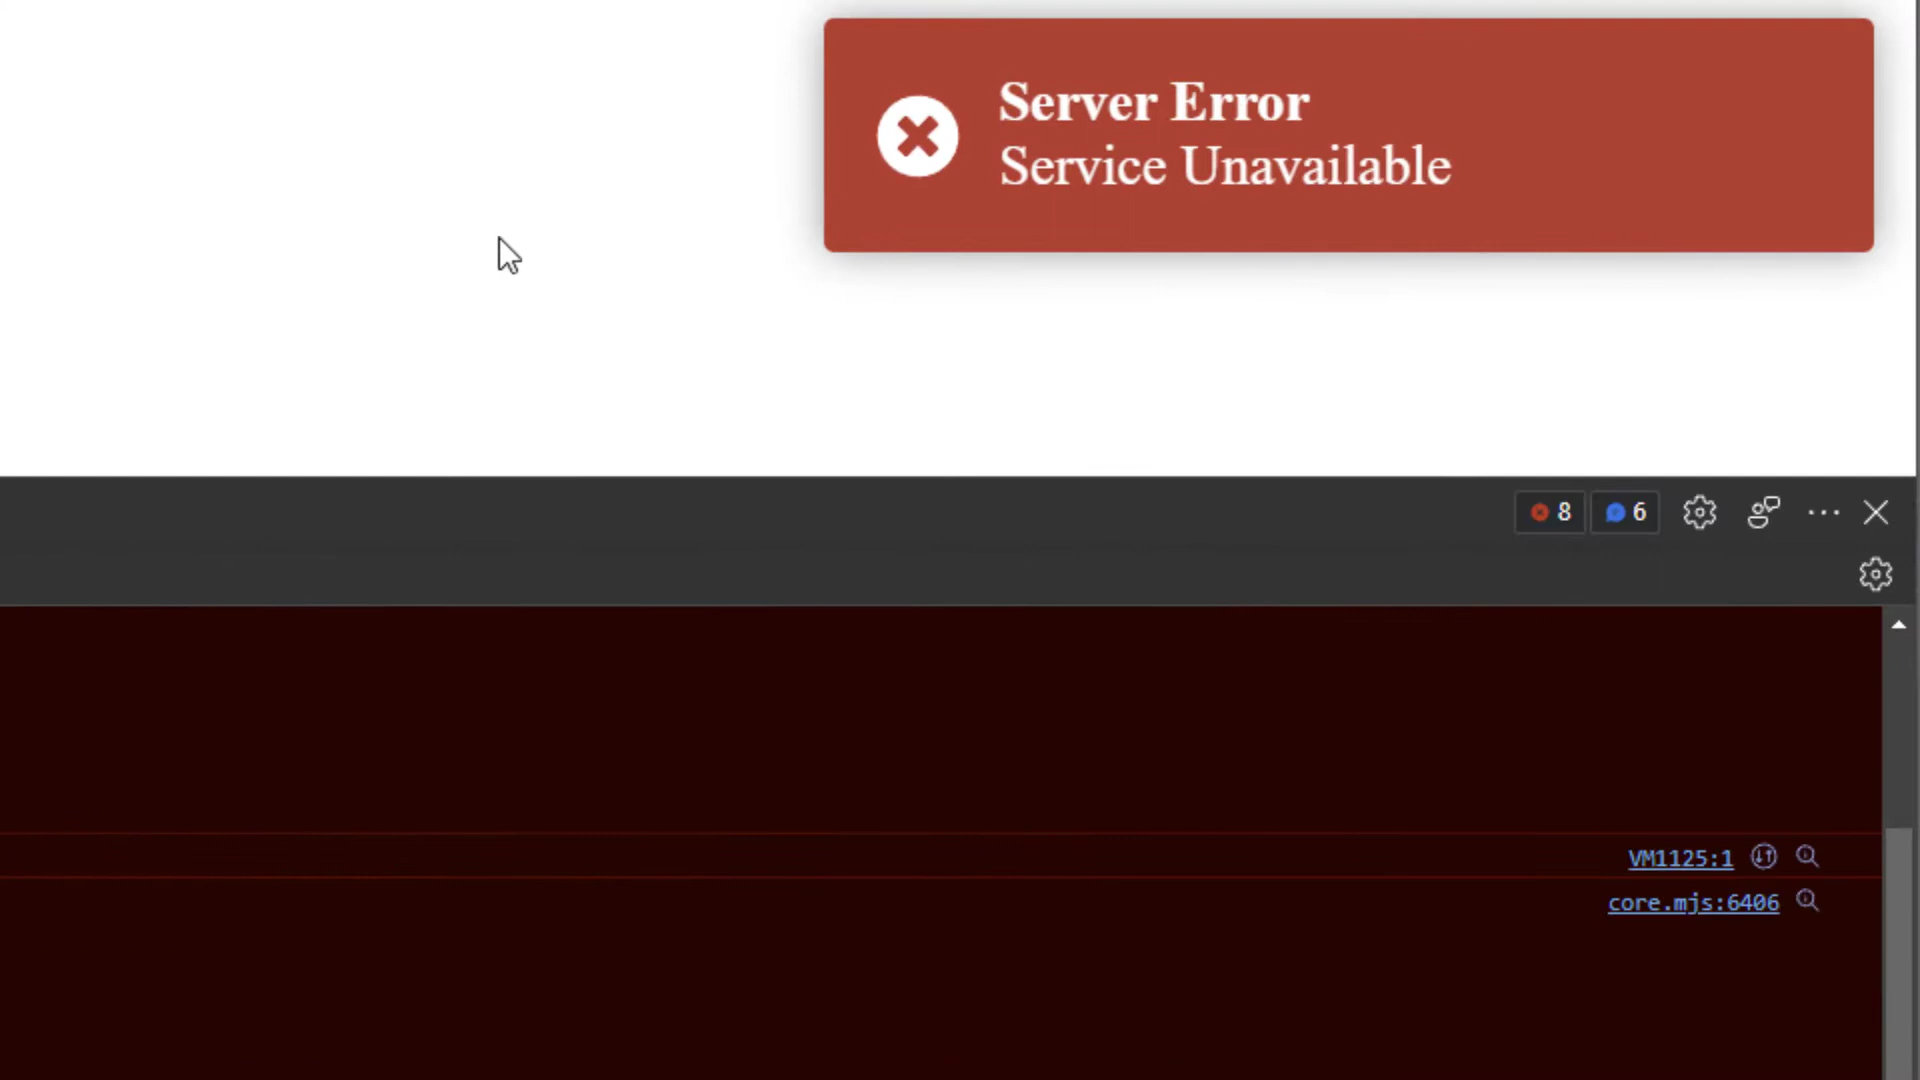 Server Error
Service Unavailable
8 6
VM1125:1
core.mjs:6406